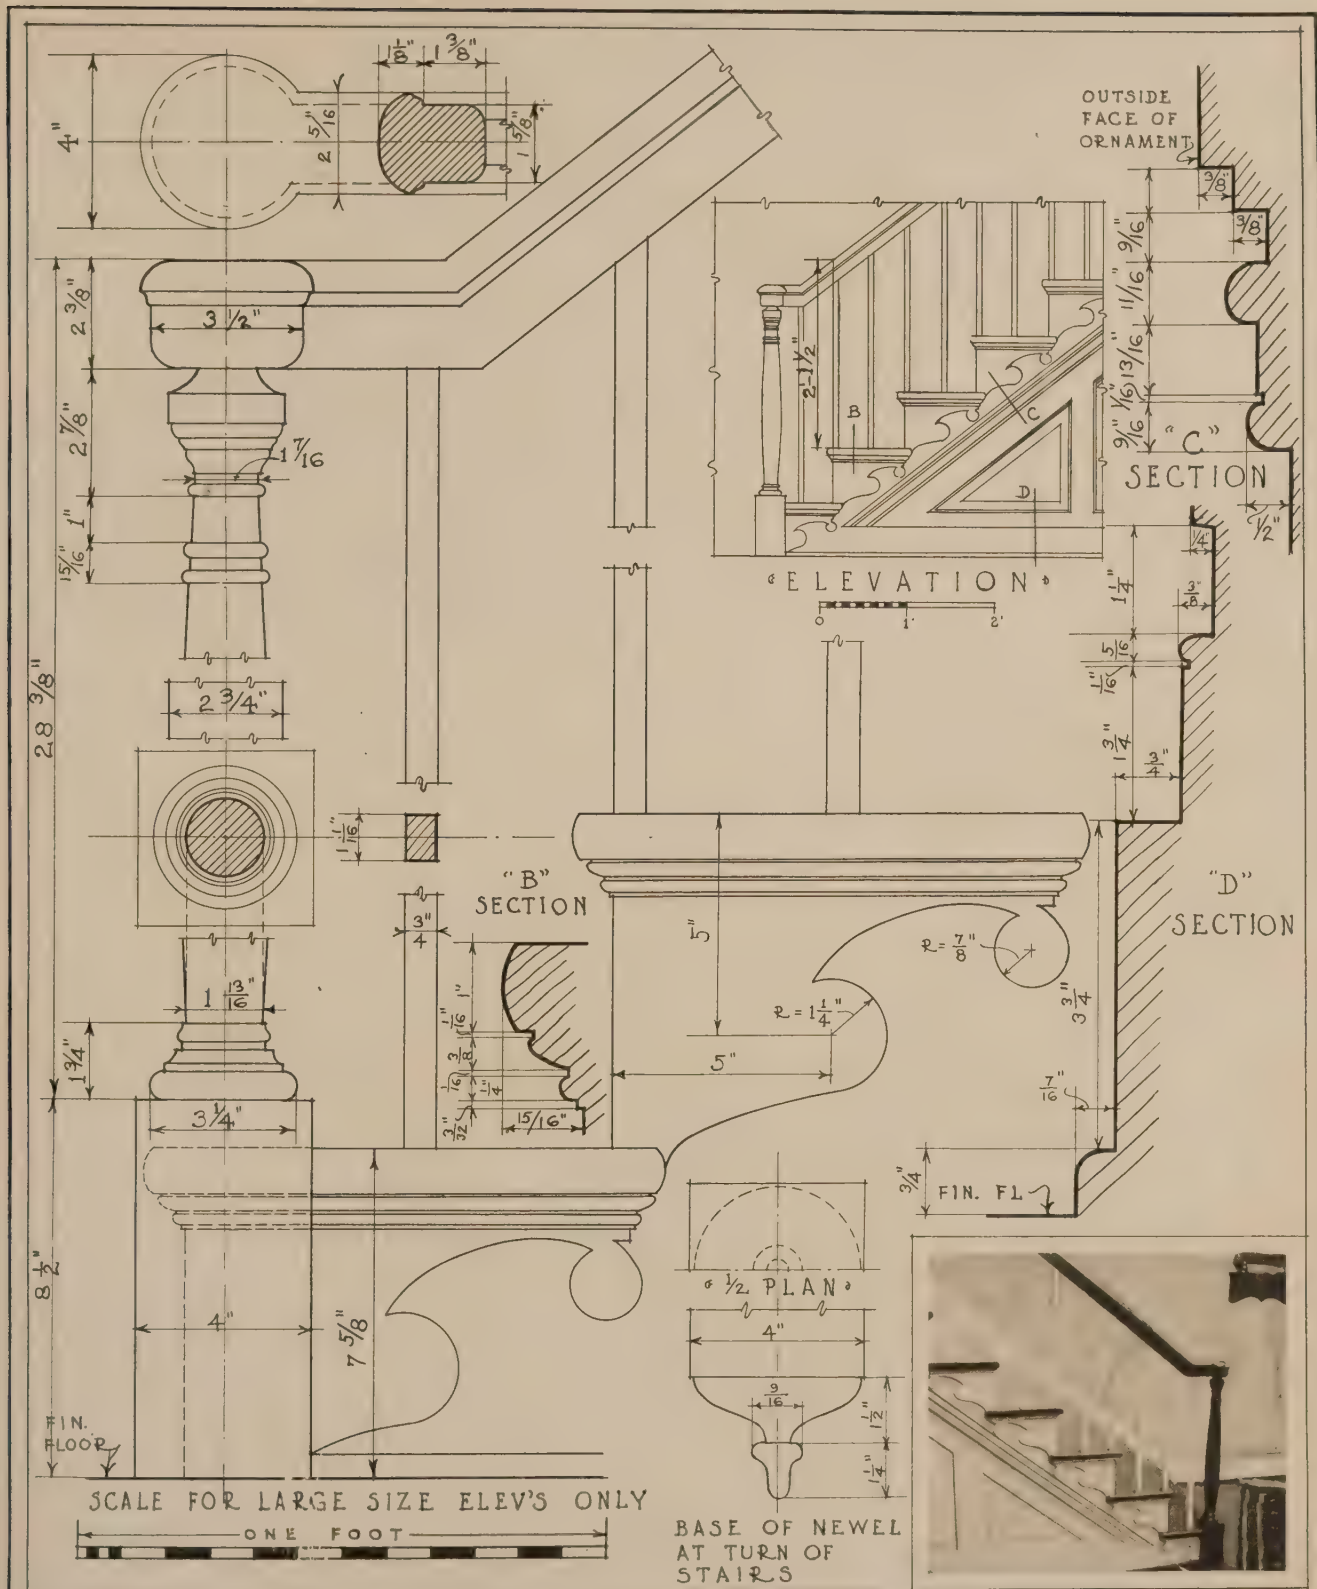 4"
2 5/16"
1 1/8"
1 3/8"
1 5/8"
OUTSIDE
FACE OF
ORNAMENT
3/8"
3/8"
9/16"
11/16"
13/16"
1/16"
9/16"
"C"
SECTION
1/2"
28 3/8"
2 3/8"
3 1/2"
2 7/8"
1 7/16
1"
15/16"
2 3/4"
2'-1 1/2"
B
C
D
ELEVATION
0 1' 2'
1/4"
1 1/4"
3/8"
5/16"
1/16"
1 3/4"
3/4"
"D"
SECTION
3 3/4"
7/16"
3/4"
FIN. FL
1 1/16"
"B"
SECTION
3/4"
1"
1/16"
3/8
1/16"
1/4"
3/32"
15/16"
5"
5"
R = 7/8"
R = 1 1/4"
1 13/16"
1 3/4"
3 1/4"
8 1/2"
4"
7 5/8"
FIN.
FLOOR
1/2 PLAN
4"
9/16
1 1/2"
1 1/4"
BASE OF NEWEL
AT TURN OF
STAIRS
SCALE FOR LARGE SIZE ELEV'S ONLY
ONE FOOT